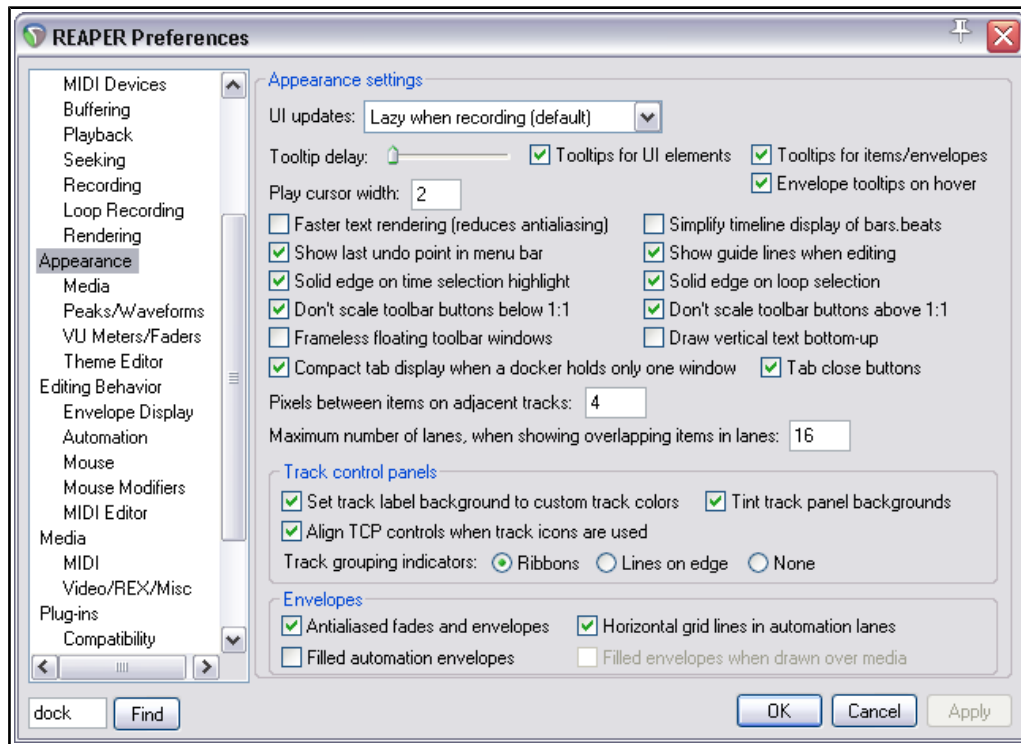 REAPER Preferences
MIDI Devices
Buffering
Playback
Seeking
Recording
Loop Recording
Rendering
Appearance
Media
Peaks/Waveforms
VU Meters/Faders
Theme Editor
Editing Behavior
Envelope Display
Automation
Mouse
Mouse Modifiers
MIDI Editor
Media
MIDI
Video/REX/Misc
Plug-ins
Compatibility
dock Find
Appearance settings
UI updates: Lazy when recording (default)
Tooltip delay: Tooltips for UI elements Tooltips for items/envelopes
Play cursor width: 2 Envelope tooltips on hover
Faster text rendering (reduces antialiasing) Simplify timeline display of bars.beats
Show last undo point in menu bar Show guide lines when editing
Solid edge on time selection highlight Solid edge on loop selection
Don't scale toolbar buttons below 1:1 Don't scale toolbar buttons above 1:1
Frameless floating toolbar windows Draw vertical text bottom-up
Compact tab display when a docker holds only one window Tab close buttons
Pixels between items on adjacent tracks: 4
Maximum number of lanes, when showing overlapping items in lanes: 16
Track control panels
Set track label background to custom track colors Tint track panel backgrounds
Align TCP controls when track icons are used
Track grouping indicators: Ribbons Lines on edge None
Envelopes
Antialiased fades and envelopes Horizontal grid lines in automation lanes
Filled automation envelopes Filled envelopes when drawn over media
OK Cancel Apply